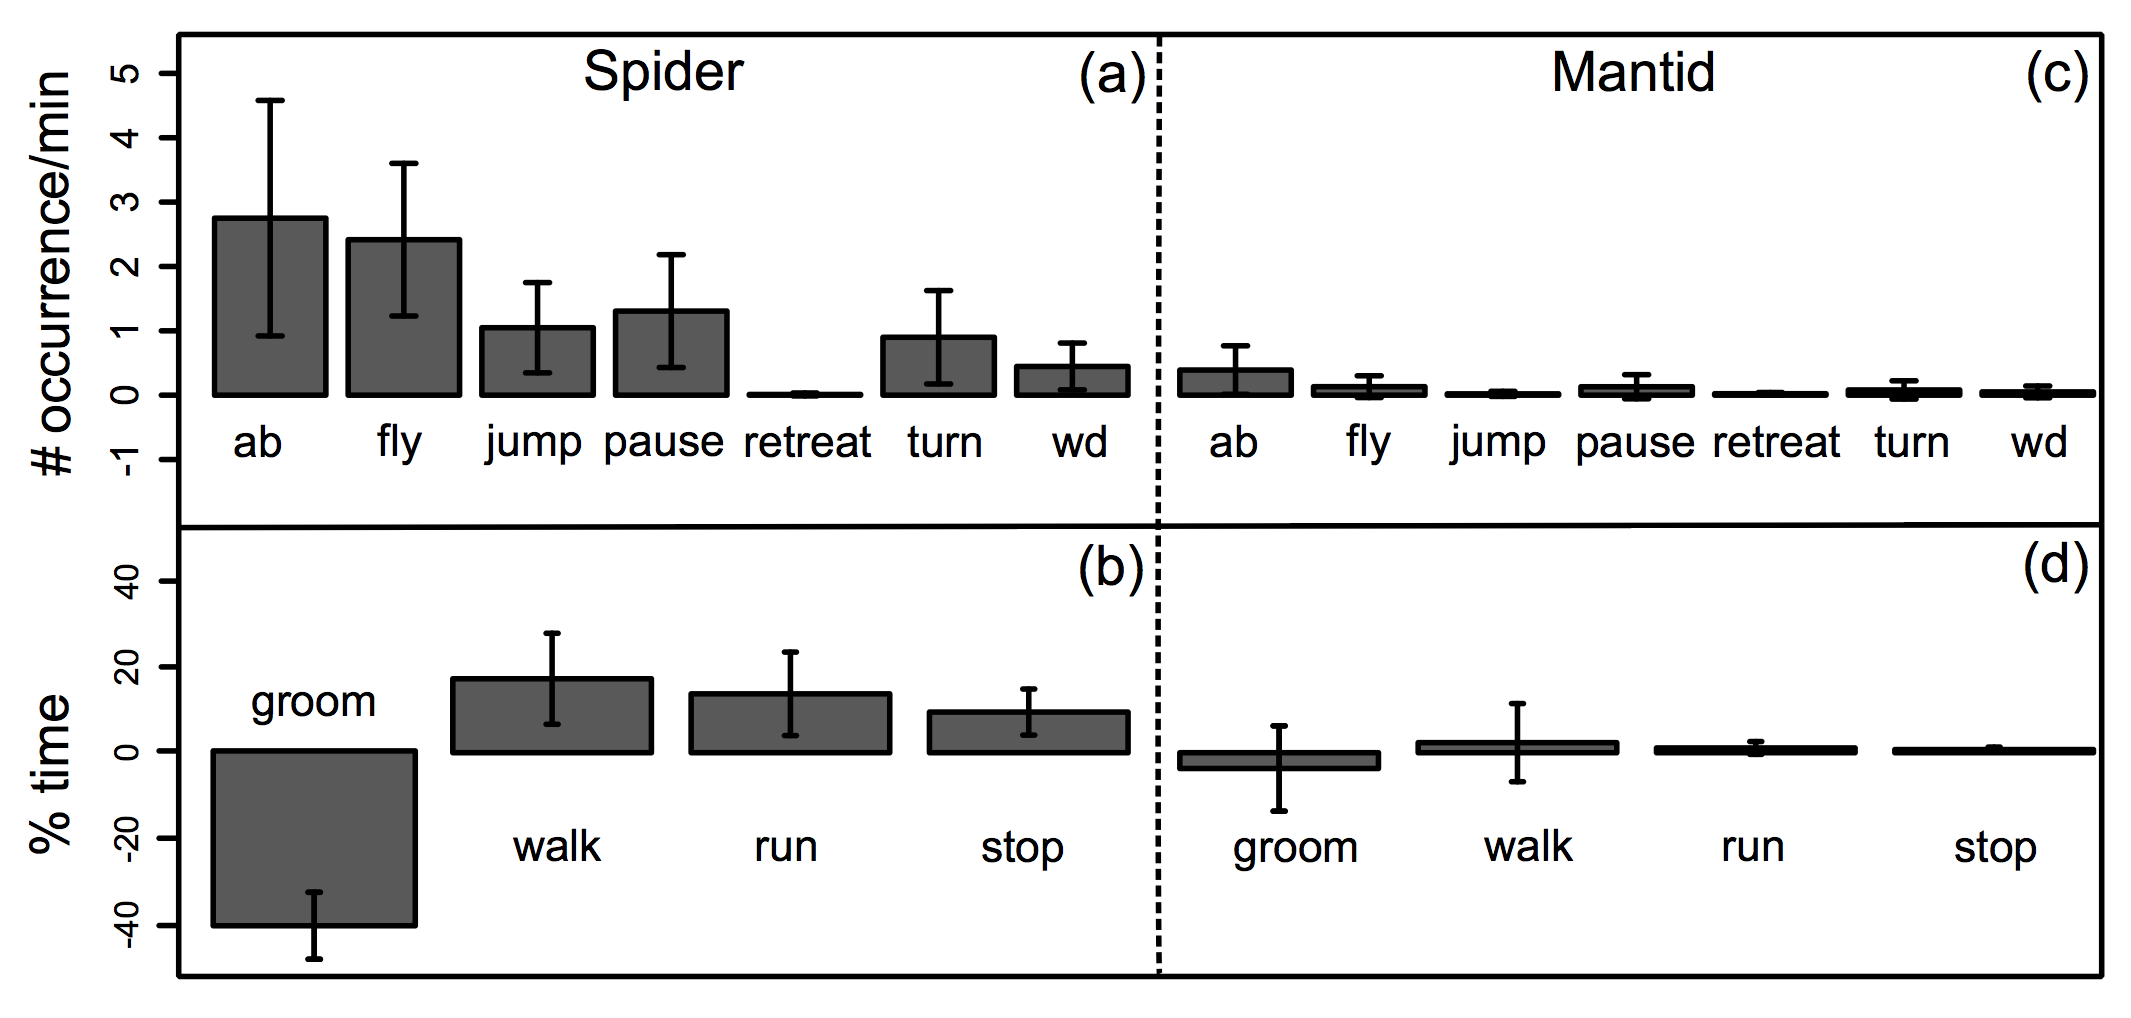 Spider (a)
Mantid (c)
# occurrence/min
5
4
3
2
1
0
-1
ab fly jump pause retreat turn wd
ab fly jump pause retreat turn wd
(b)
(d)
% time
40
20
0
-20
-40
groom
walk run stop
groom walk run stop